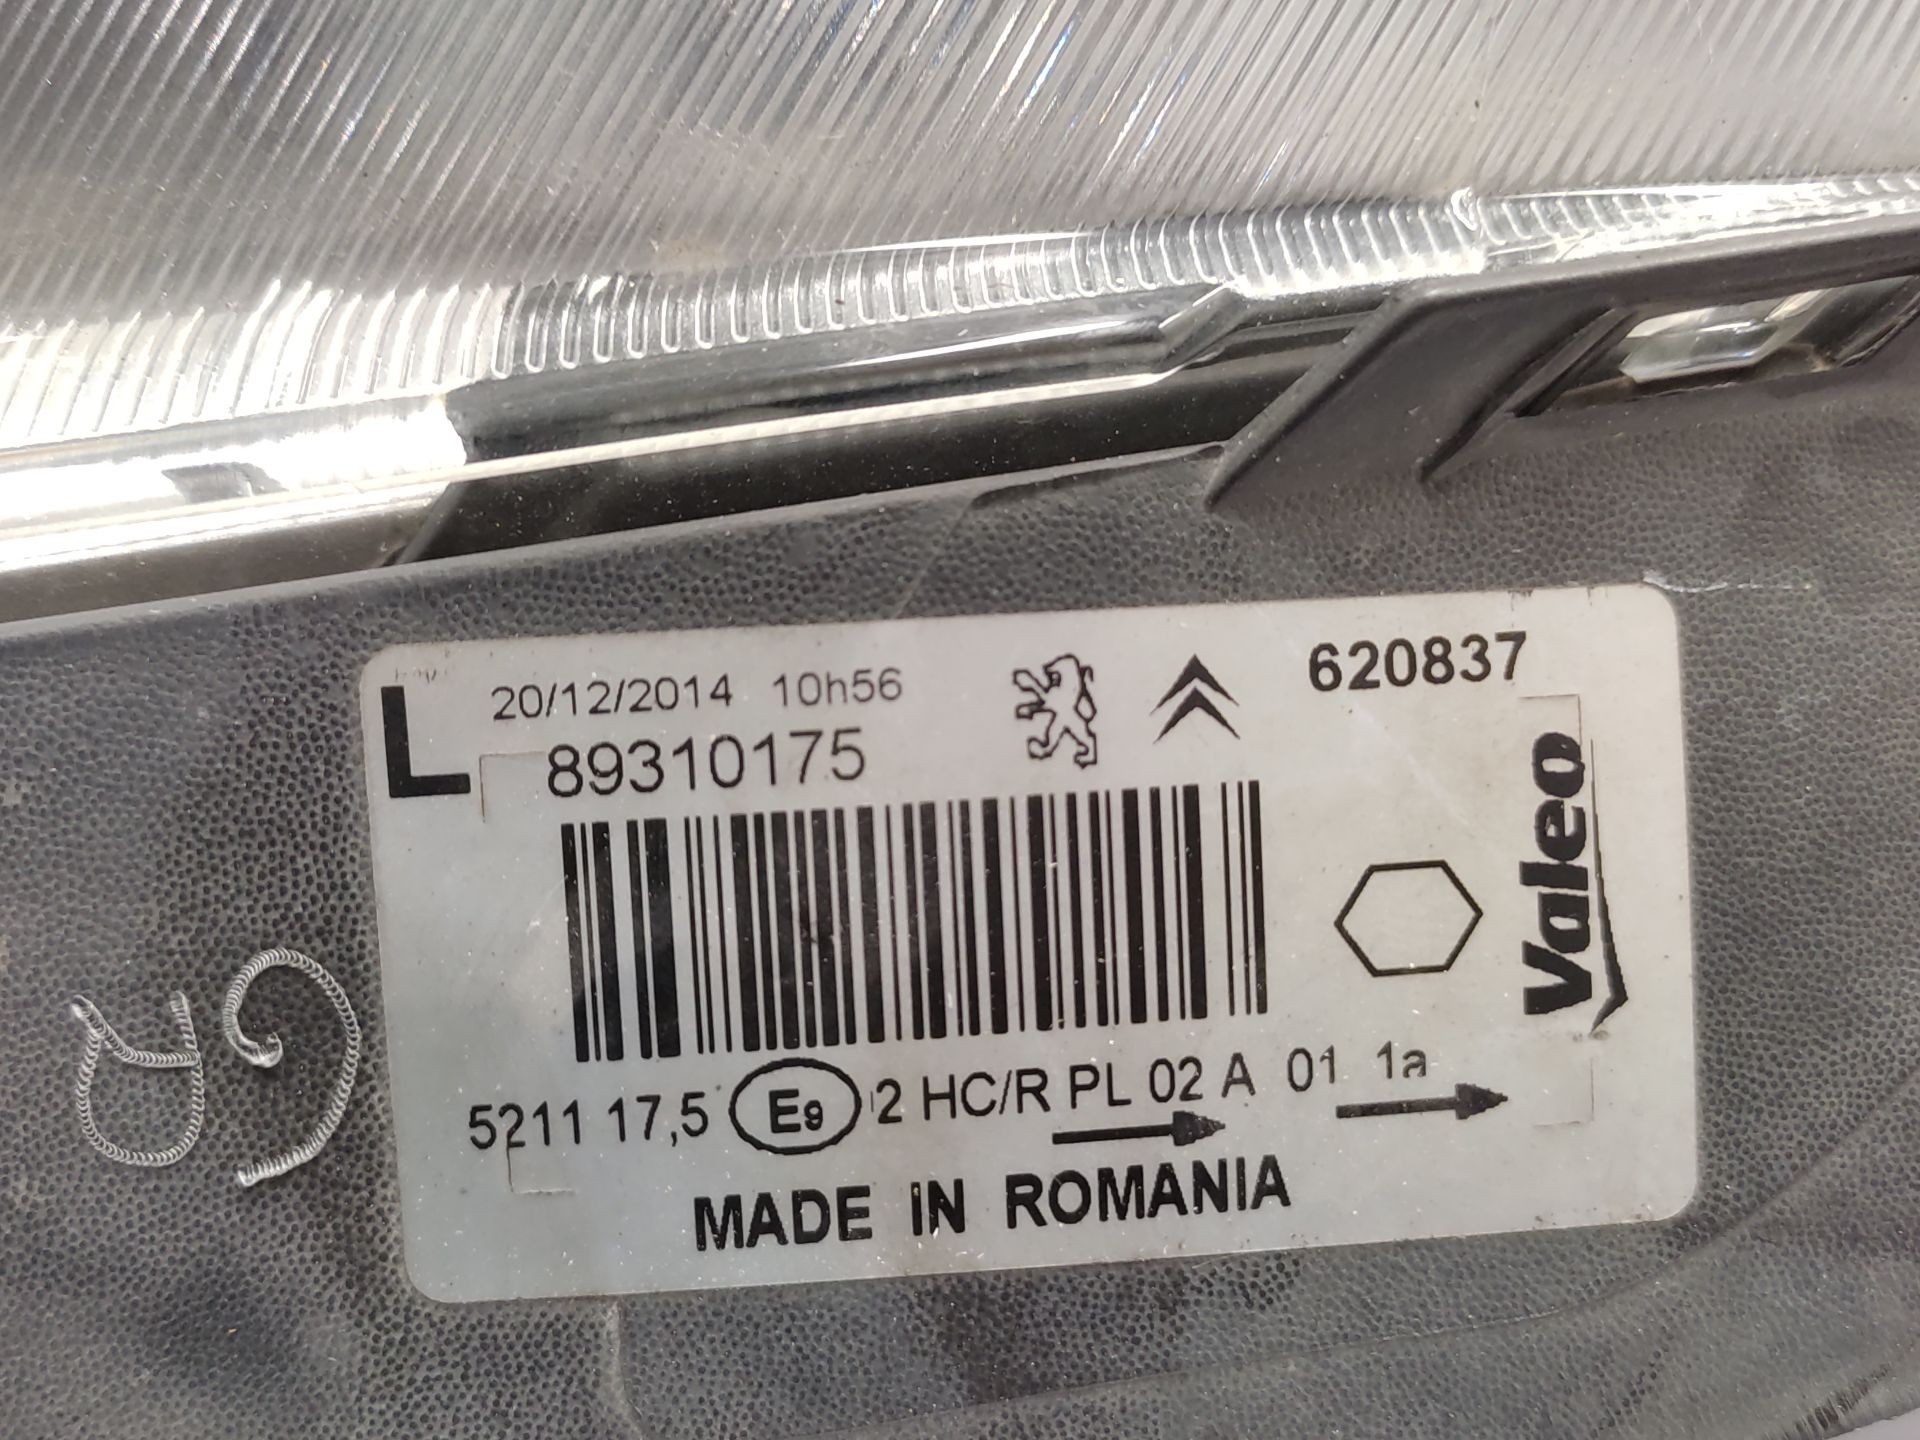 L 20/12/2014 10h56 620837
89310175
Valeo
5211 17,5 E9 2 HC/R PL 02 A 01 1a
MADE IN ROMANIA